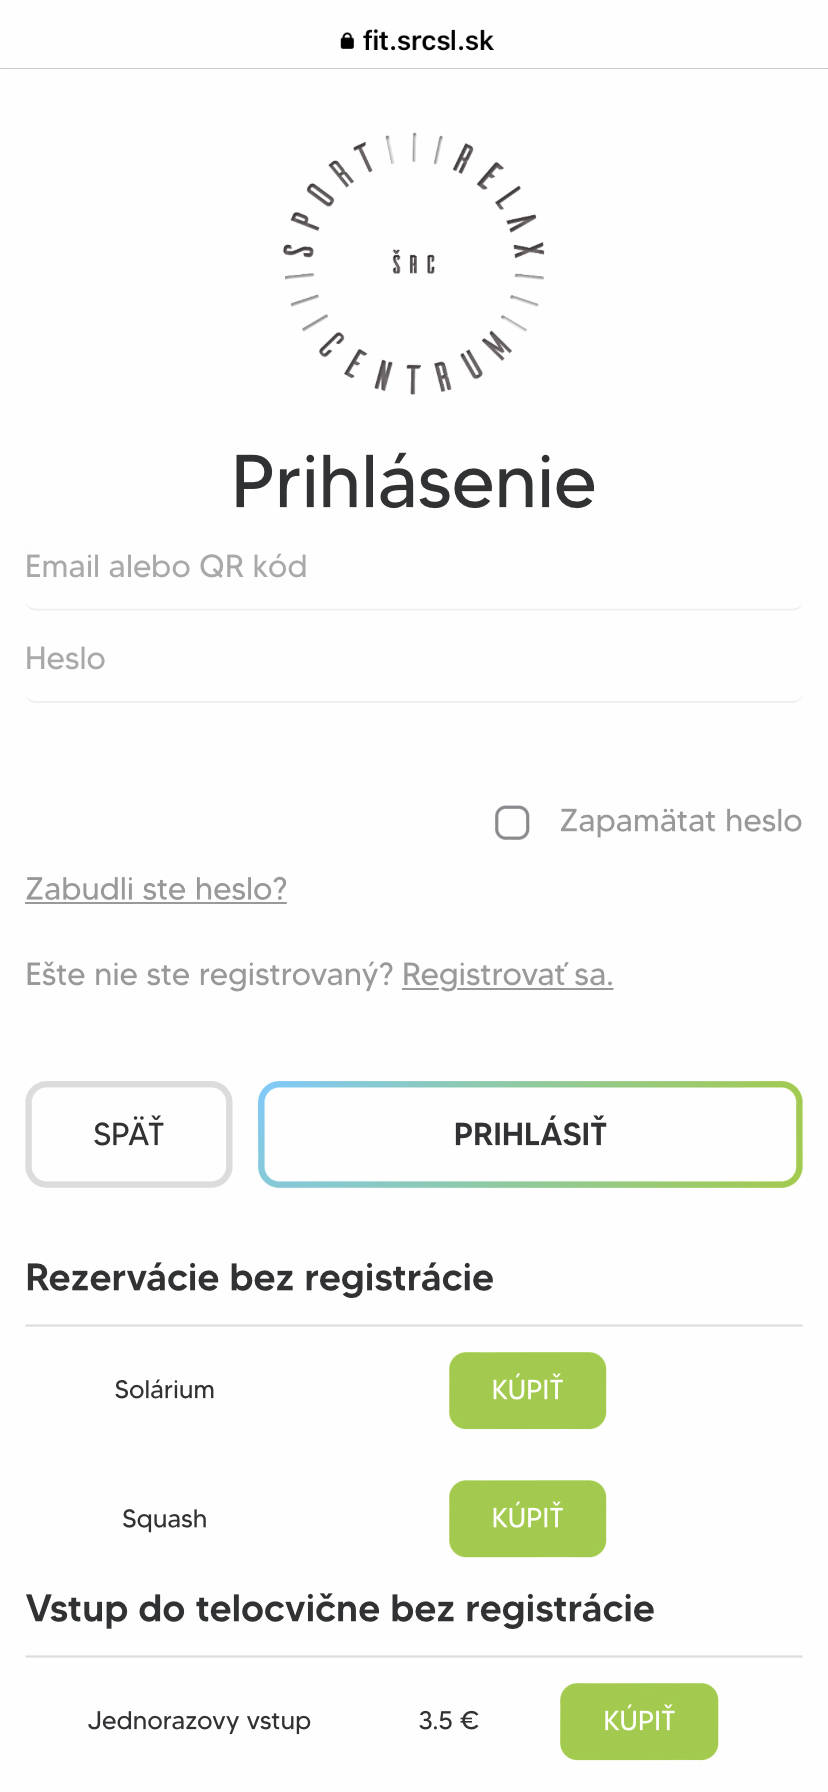 fit.srcsl.sk
SPORT RELAX
ŠRC
CENTRUM
Prihlásenie
Email alebo QR kód
Heslo
Zapamätat heslo
Zabudli ste heslo?
Ešte nie ste registrovaný? Registrovať sa.
SPÄŤ PRIHLÁSIŤ
Rezervácie bez registrácie
Solárium KÚPIŤ
Squash KÚPIŤ
Vstup do telocvične bez registrácie
Jednorazovy vstup 3.5 € KÚPIŤ